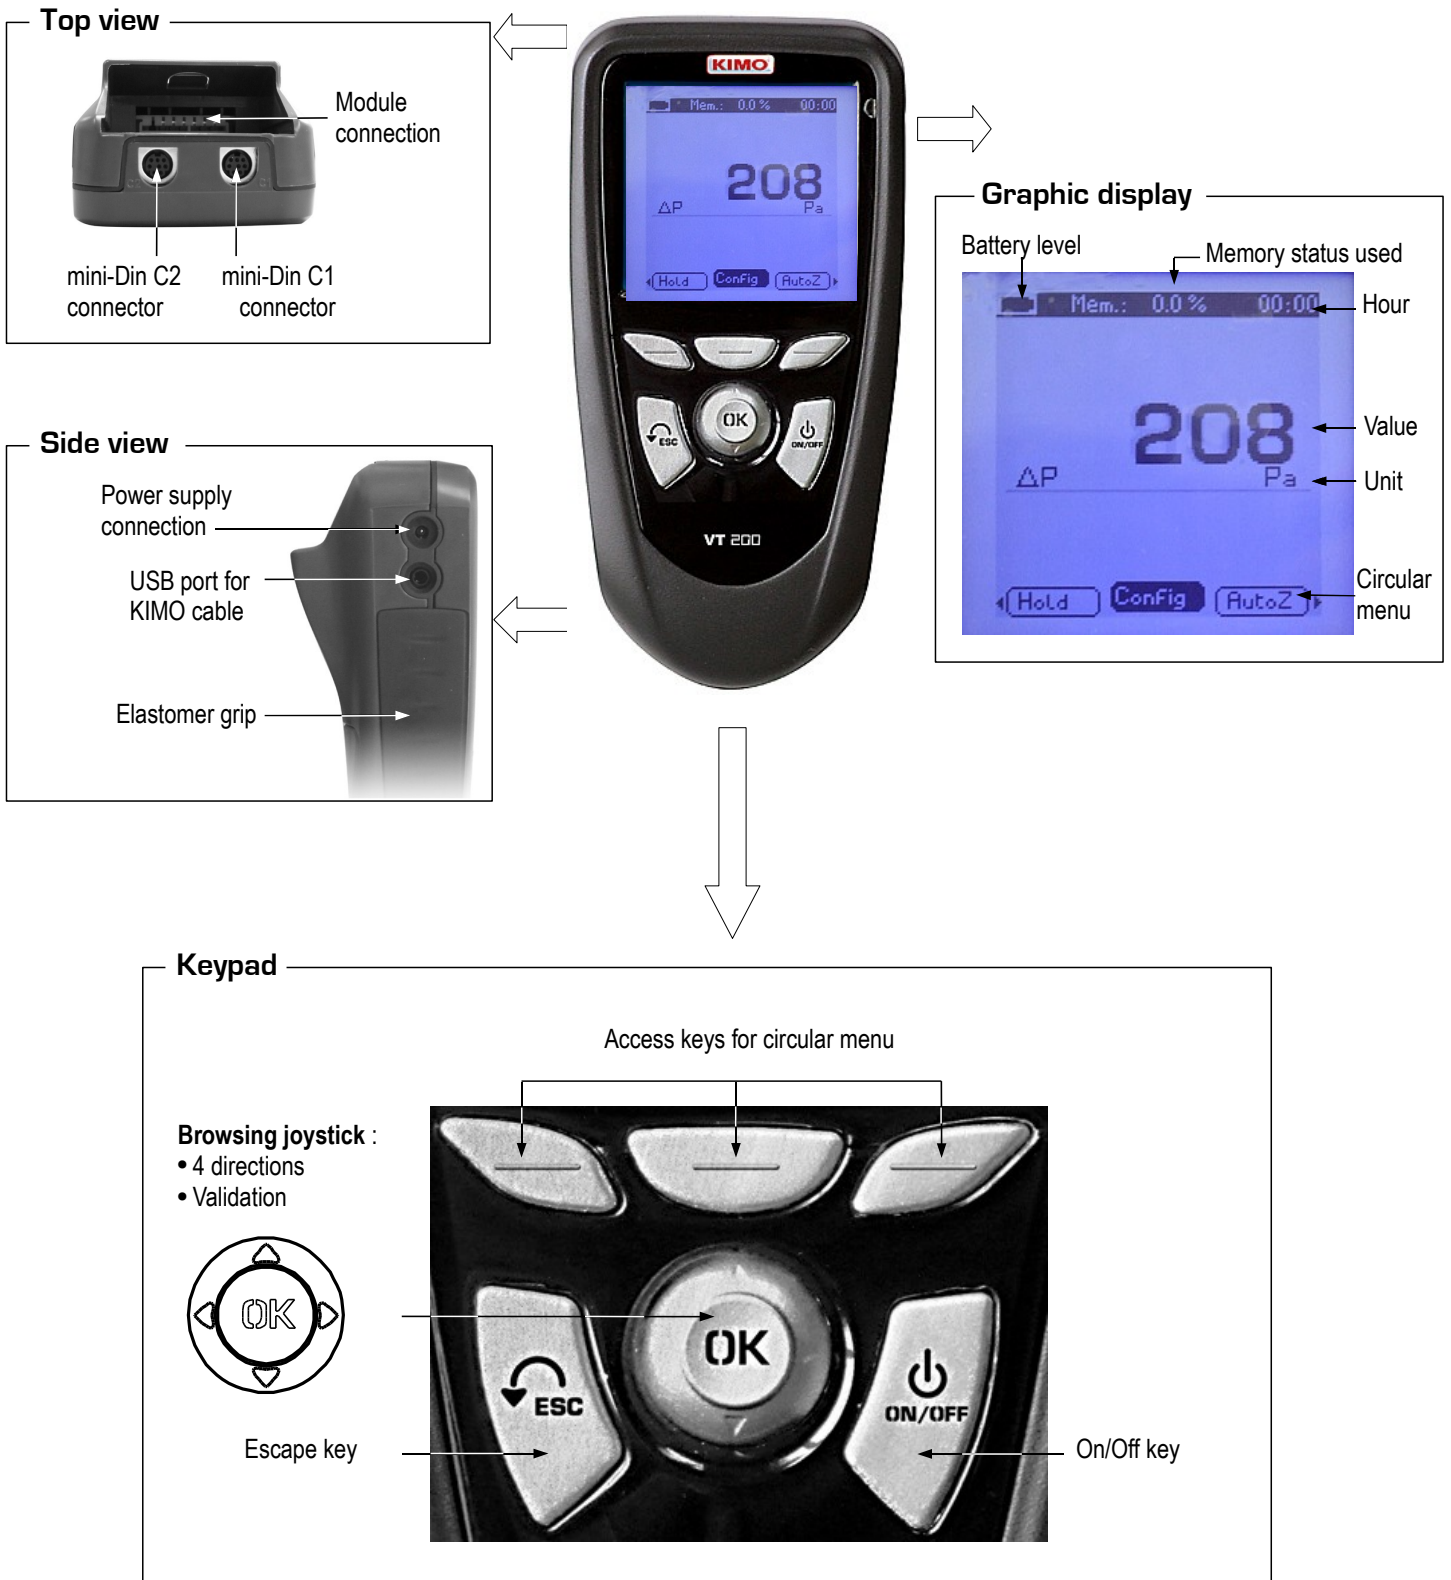 Top view
Module
connection
mini-Din C2
connector
mini-Din C1
connector
C2
C1
KIMO
Mem.: 0.0 % 00:00
208
ΔP Pa
Hold Config AutoZ
OK
ESC
ON/OFF
VT 200
Graphic display
Battery level
Memory status used
Mem.: 0.0 % 00:00
Hour
208
Value
ΔP Pa
Unit
Hold Config AutoZ
Circular
menu
Side view
Power supply
connection
USB port for
KIMO cable
Elastomer grip
Keypad
Access keys for circular menu
Browsing joystick :
• 4 directions
• Validation
OK
OK
ESC
ON/OFF
Escape key
On/Off key